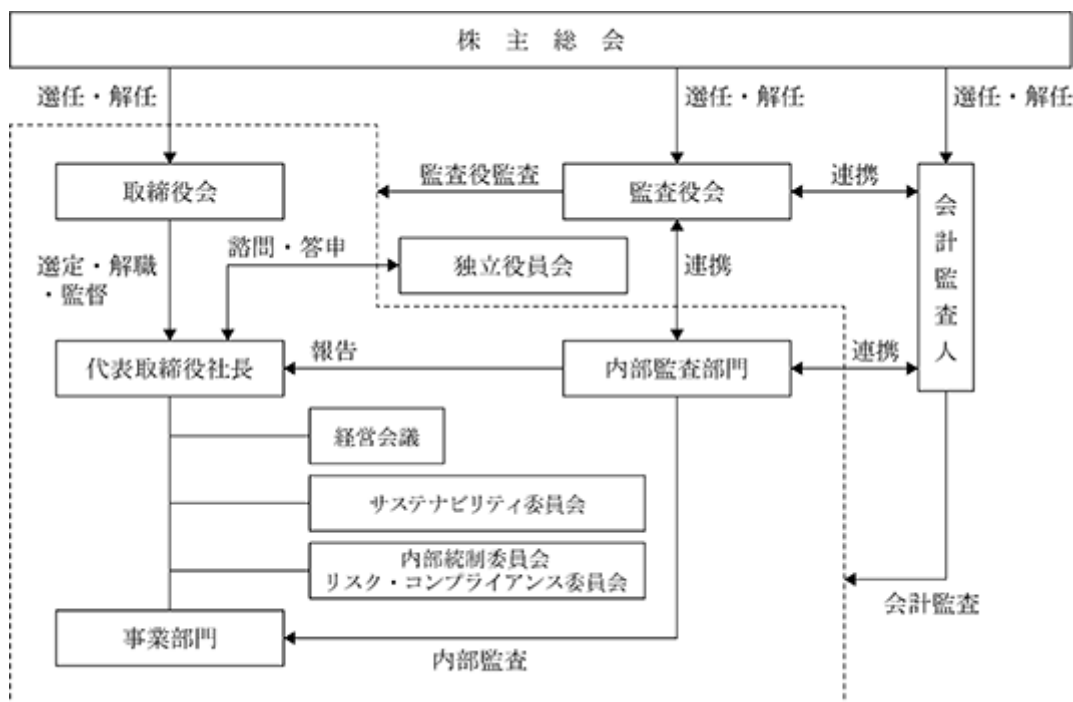 株主総会
選任・解任
選任・解任
選任・解任
取締役会
監査役監査
監査役会
連携
会計監査人
諮問・答申
独立役員会
選定・解職
・監督
連携
代表取締役社長
報告
内部監査部門
連携
経営会議
サステナビリティ委員会
内部統制委員会
リスク・コンプライアンス委員会
会計監査
事業部門
内部監査